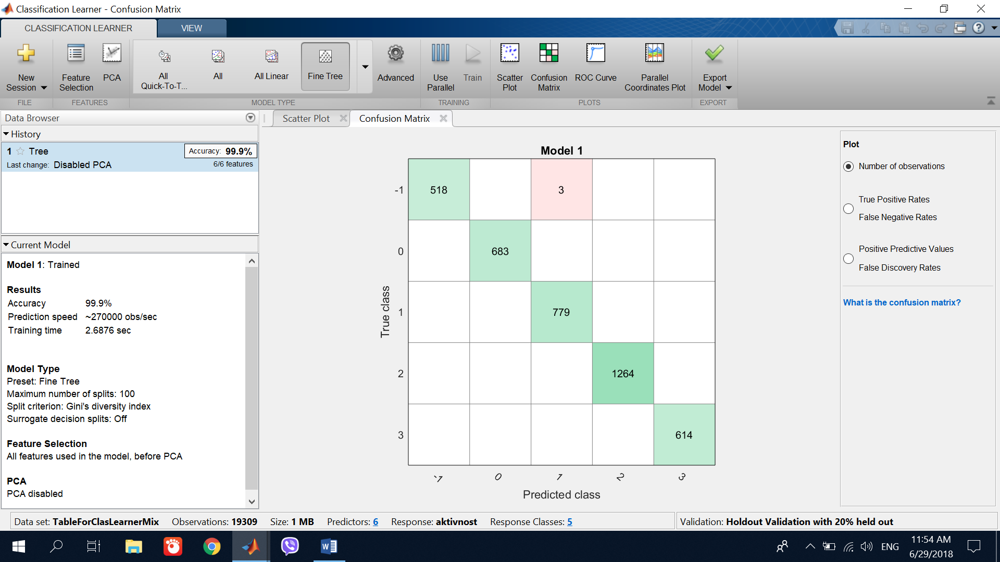 Classification Learner - Confusion Matrix
CLASSIFICATION LEARNER
VIEW
New Session
Feature Selection
PCA
All Quick-To-T...
All
All Linear
Fine Tree
Advanced
Use Parallel
Train
Scatter Plot
Confusion Matrix
ROC Curve
Parallel Coordinates Plot
Export Model
FILE
FEATURES
MODEL TYPE
TRAINING
PLOTS
EXPORT
Data Browser
History
1 Tree
Accuracy: 99.9%
Last change: Disabled PCA
6/6 features
Current Model
Model 1: Trained
Results
Accuracy 99.9%
Prediction speed ~270000 obs/sec
Training time 2.6876 sec
Model Type
Preset: Fine Tree
Maximum number of splits: 100
Split criterion: Gini's diversity index
Surrogate decision splits: Off
Feature Selection
All features used in the model, before PCA
PCA
PCA disabled
Scatter Plot
Confusion Matrix
Model 1
True class
-1 518 3
0 683
1 779
2 1264
3 614
-1 0 1 2 3
Predicted class
Plot
Number of observations
True Positive Rates
False Negative Rates
Positive Predictive Values
False Discovery Rates
What is the confusion matrix?
Data set: TableForClasLearnerMix Observations: 19309 Size: 1 MB Predictors: 6 Response: aktivnost Response Classes: 5
Validation: Holdout Validation with 20% held out
ENG
11:54 AM
6/29/2018